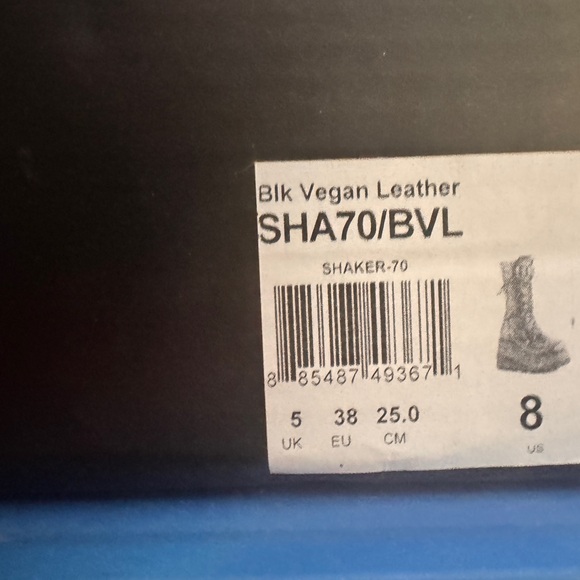 Blk Vegan Leather
SHA70/BVL
SHAKER-70
8 85487 49367 1
5 38 25.0 8
UK EU CM US